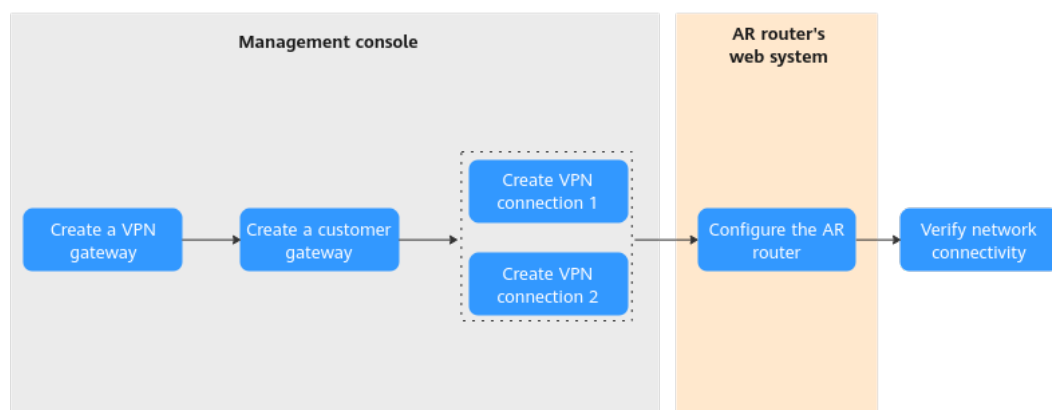 Management console
AR router's
web system
Create a VPN
gateway
Create a customer
gateway
Create VPN
connection 1
Create VPN
connection 2
Configure the AR
router
Verify network
connectivity